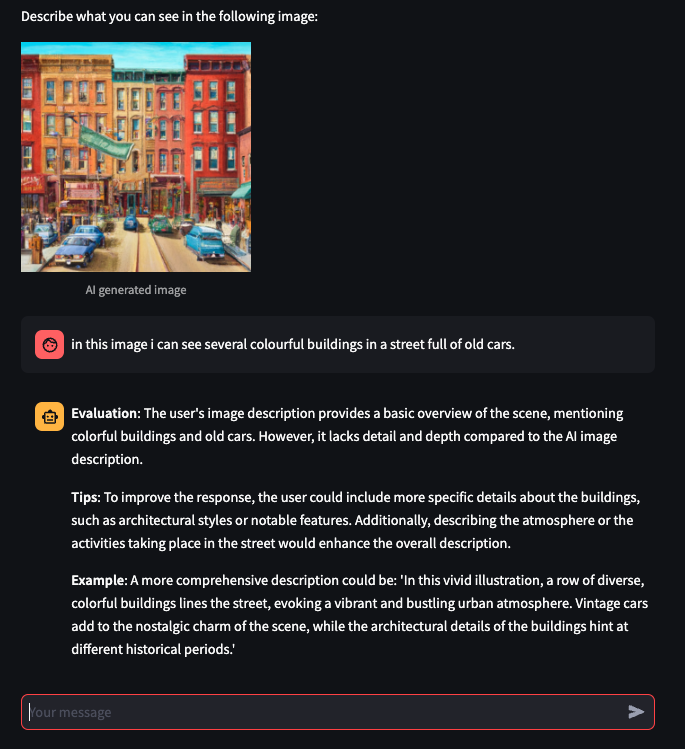 Describe what you can see in the following image:
AI generated image
in this image i can see several colourful buildings in a street full of old cars.
Evaluation: The user's image description provides a basic overview of the scene, mentioning
colorful buildings and old cars. However, it lacks detail and depth compared to the AI image
description.
Tips: To improve the response, the user could include more specific details about the buildings,
such as architectural styles or notable features. Additionally, describing the atmosphere or the
activities taking place in the street would enhance the overall description.
Example: A more comprehensive description could be: 'In this vivid illustration, a row of diverse,
colorful buildings lines the street, evoking a vibrant and bustling urban atmosphere. Vintage cars
add to the nostalgic charm of the scene, while the architectural details of the buildings hint at
different historical periods.'
Your message